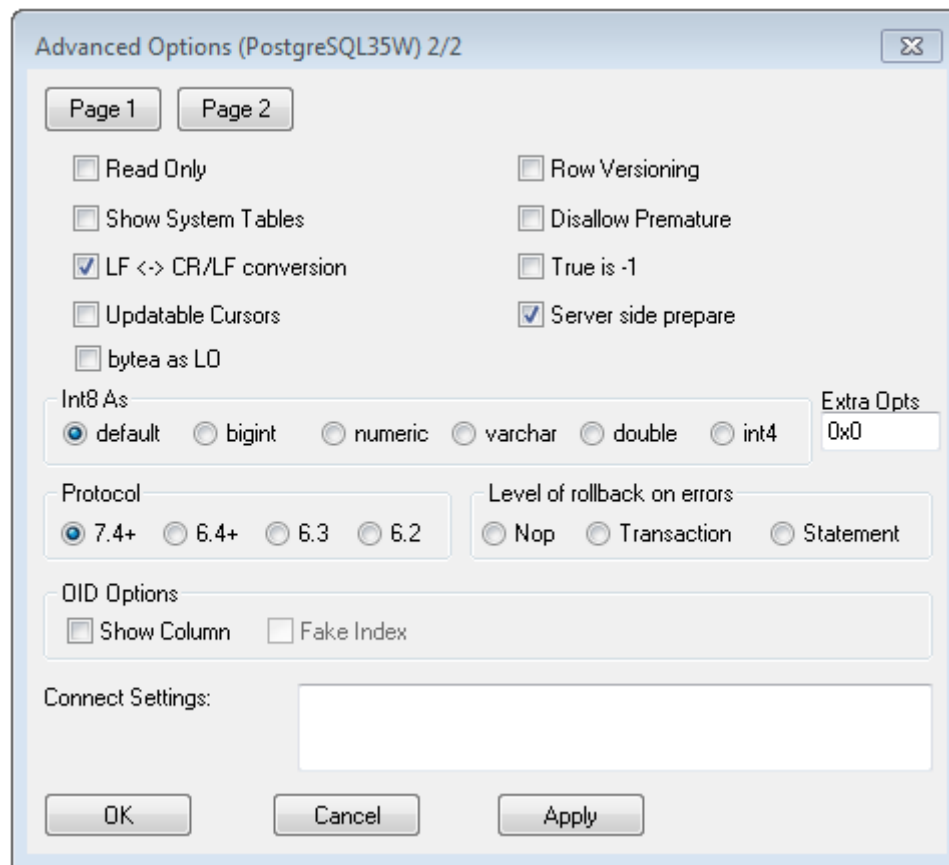 Advanced Options (PostgreSQL35W) 2/2
Page 1 Page 2
Read Only Row Versioning
Show System Tables Disallow Premature
LF <-> CR/LF conversion True is -1
Updatable Cursors Server side prepare
bytea as LO
Int8 As Extra Opts
default bigint numeric varchar double int4 0x0
Protocol Level of rollback on errors
7.4+ 6.4+ 6.3 6.2 Nop Transaction Statement
OID Options
Show Column Fake Index
Connect Settings:
OK Cancel Apply